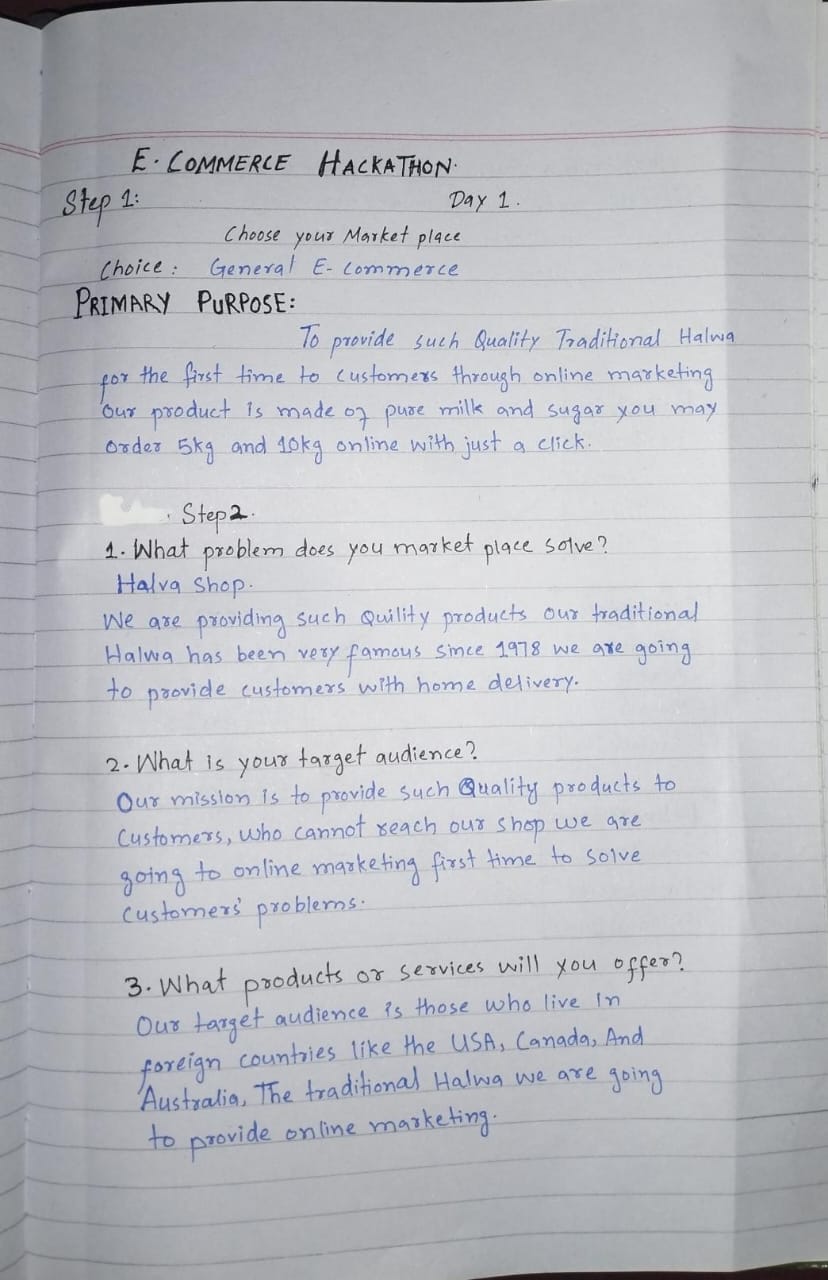 E-COMMERCE HACKATHON.
Step 1:
Day 1.
Choose your Market place
Choice: General E-Commerce
PRIMARY PURPOSE:
To provide such Quality Traditional Halwa
for the first time to customers through online marketing
our product is made of pure milk and sugar you may
order 5kg and 10kg online with just a click.
Step 2.
1. What problem does you market place solve?
Halva Shop.
We are providing such Quility products our traditional
Halwa has been very famous since 1978 we are going
to provide customers with home delivery.
2. What is your target audience?
Our mission is to provide such Quality products to
Customers, who cannot reach our shop we are
going to online marketing first time to solve
customers' problems.
3. What products or services will you offer?
Our target audience is those who live In
foreign countries like the USA, Canada, And
Australia, The traditional Halwa we are going
to provide online marketing.